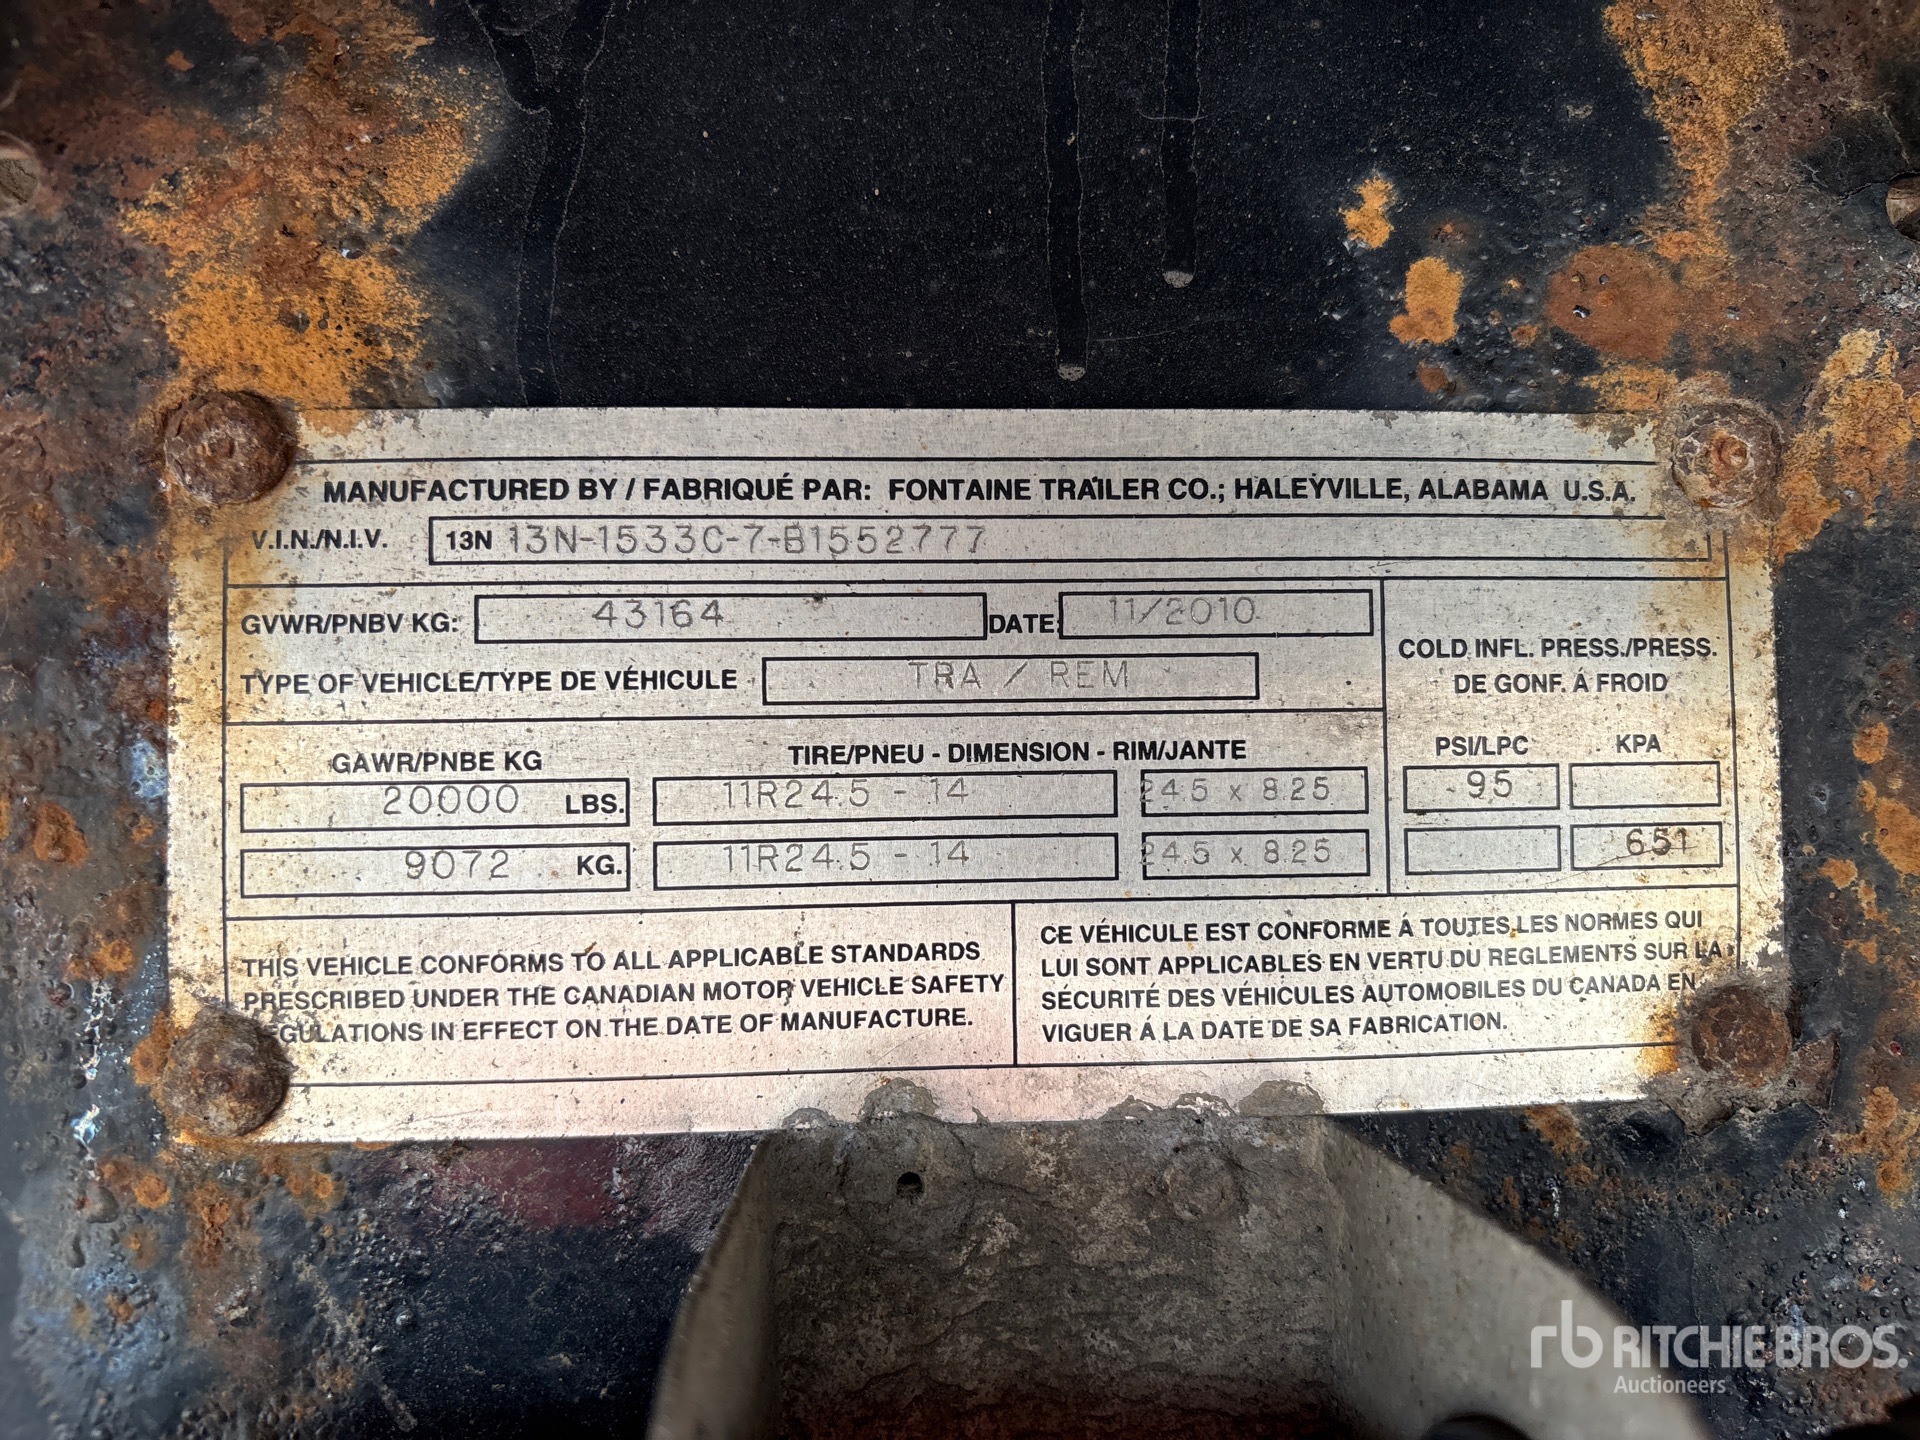 MANUFACTURED BY / FABRIQUÉ PAR: FONTAINE TRAILER CO.; HALEYVILLE, ALABAMA U.S.A.
V.I.N./N.I.V. 13N 13N-1533C-7-B1552777
GVWR/PNBV KG: 43164 DATE: 11/2010
TYPE OF VEHICLE/TYPE DE VÉHICULE TRA / REM
COLD INFL. PRESS./PRESS.
DE GONF. Á FROID
GAWR/PNBE KG TIRE/PNEU - DIMENSION - RIM/JANTE PSI/LPC KPA
20000 LBS. 11R24.5 - 14 24.5 x 8.25 95
9072 KG. 11R24.5 - 14 24.5 x 8.25 651
THIS VEHICLE CONFORMS TO ALL APPLICABLE STANDARDS
PRESCRIBED UNDER THE CANADIAN MOTOR VEHICLE SAFETY
GULATIONS IN EFFECT ON THE DATE OF MANUFACTURE.
CE VÉHICULE EST CONFORME Á TOUTES LES NORMES QUI
LUI SONT APPLICABLES EN VERTU DU REGLEMENTS SUR LA
SÉCURITÉ DES VÉHICULES AUTOMOBILES DU CANADA EN
VIGUER Á LA DATE DE SA FABRICATION.
rb RITCHIE BROS.
Auctioneers